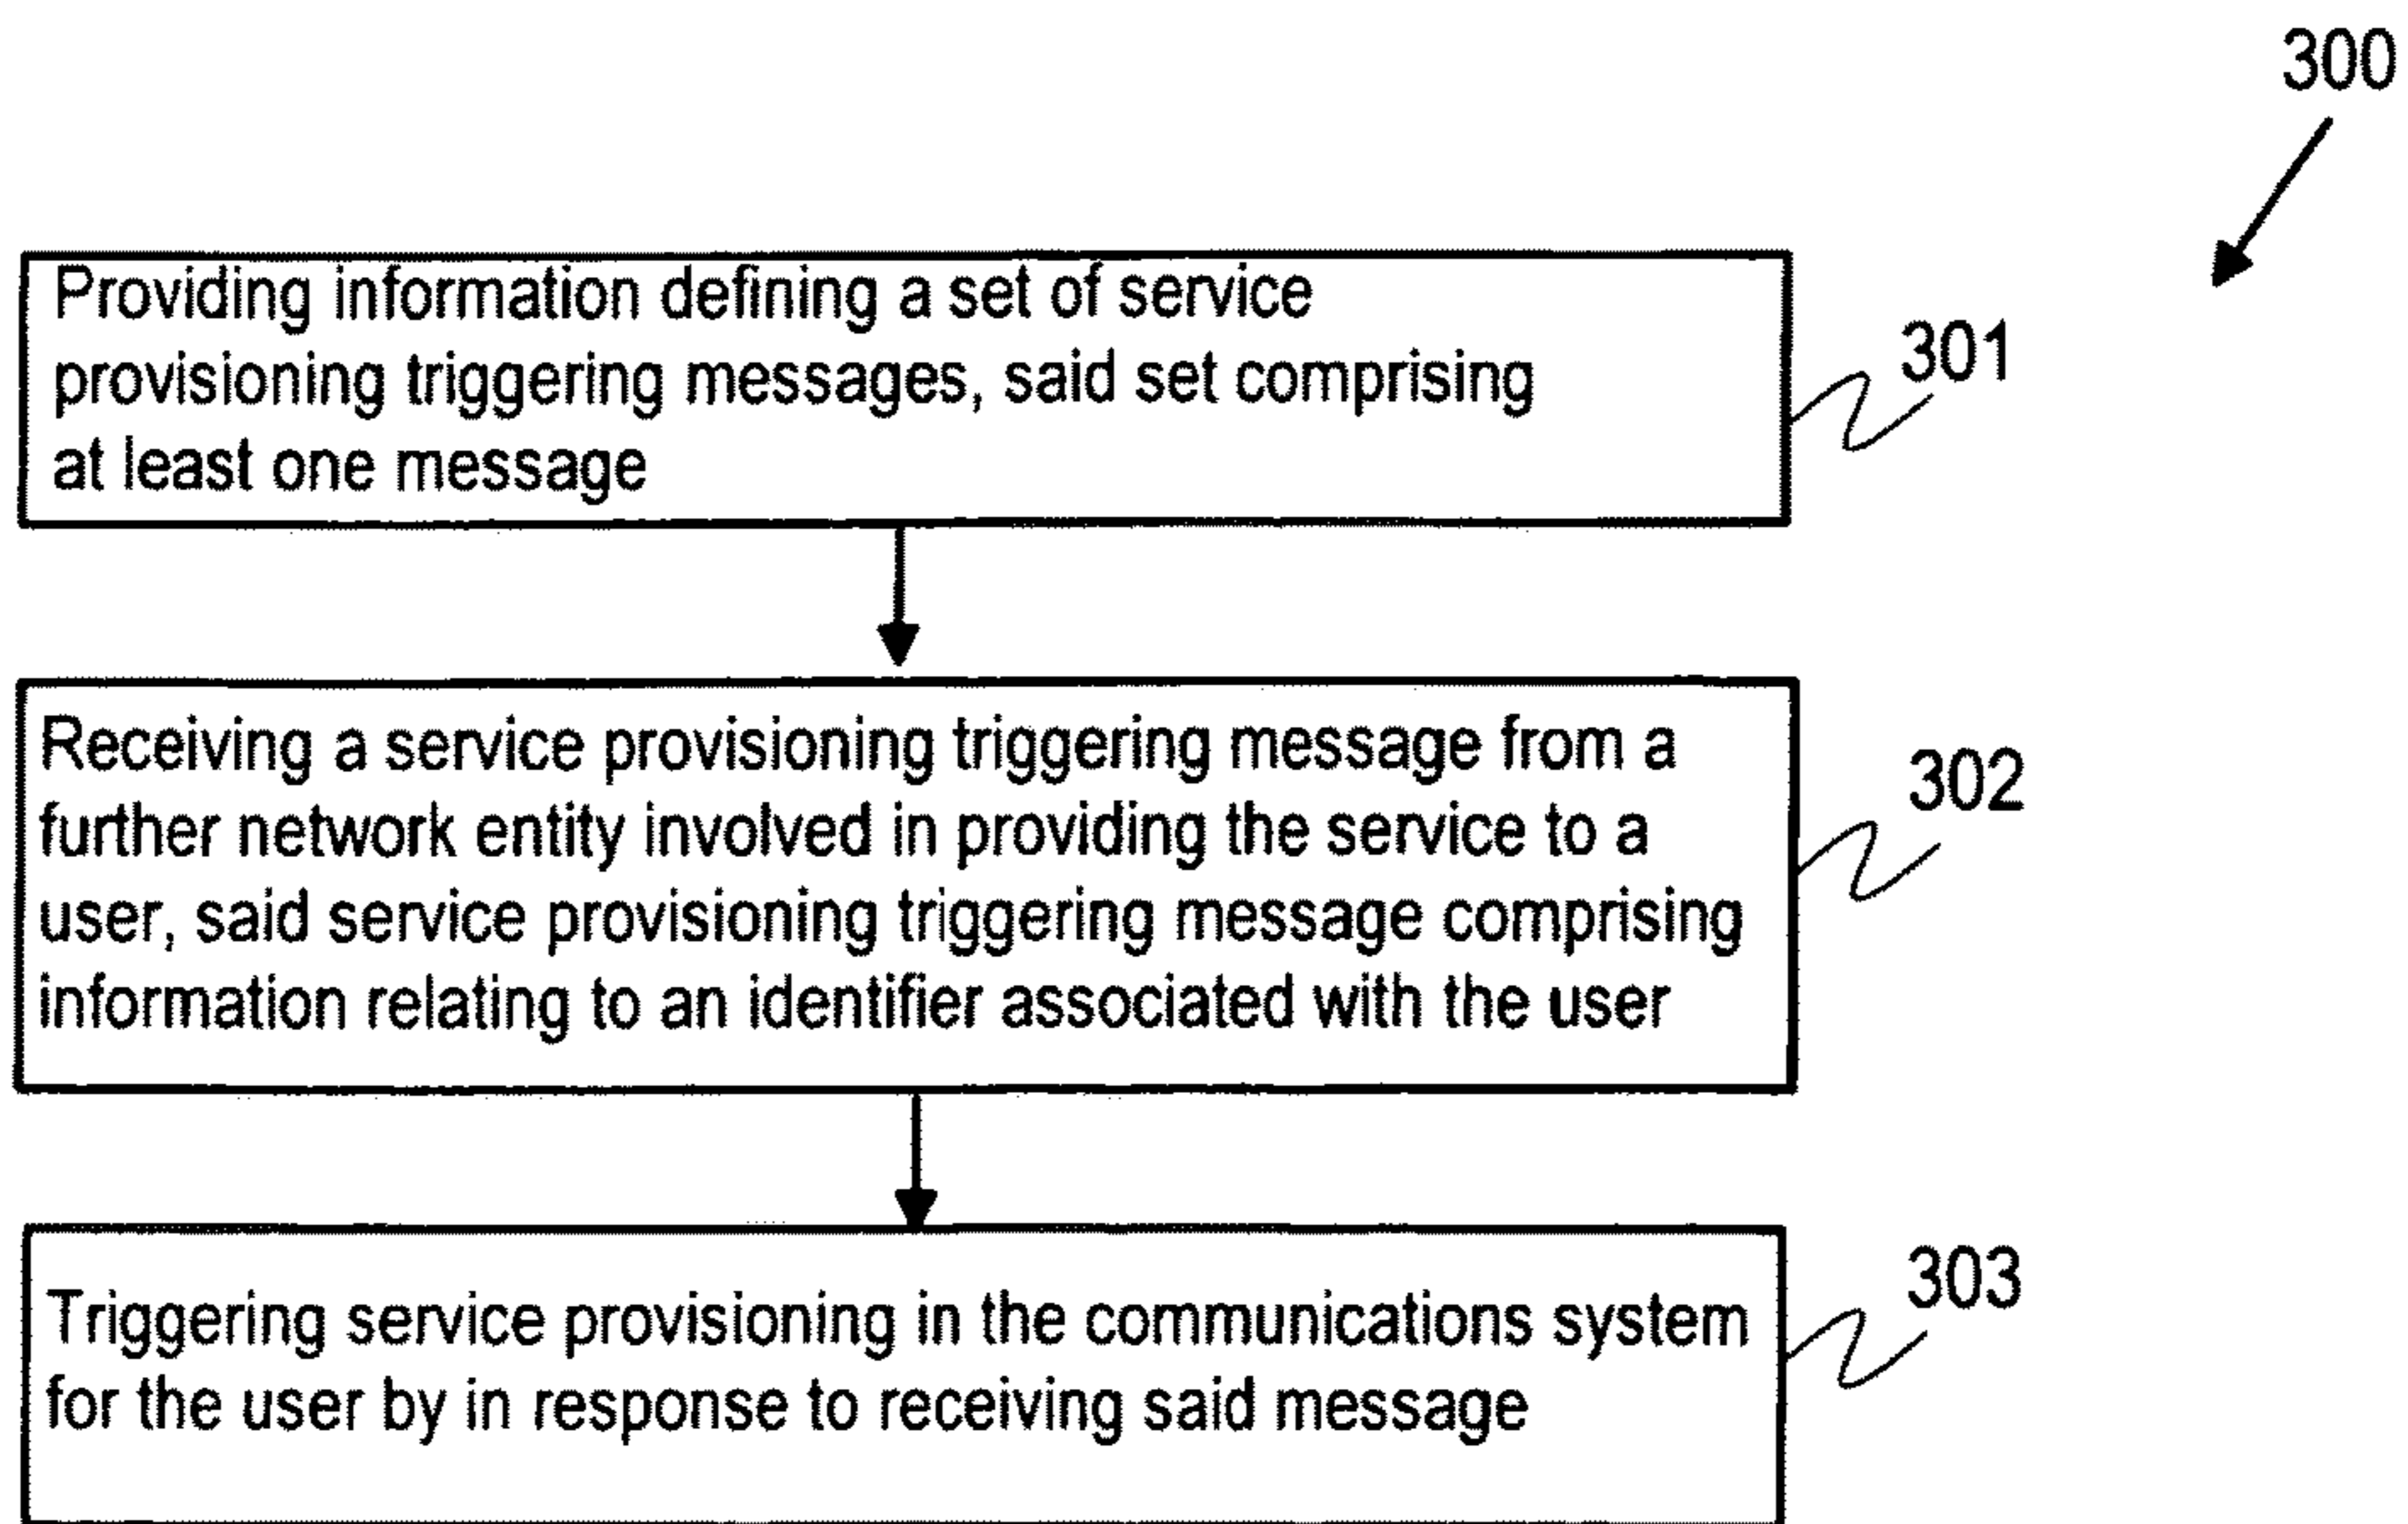 300
Providing information defining a set of service
provisioning triggering messages, said set comprising
at least one message
301
Receiving a service provisioning triggering message from a
further network entity involved in providing the service to a
user, said service provisioning triggering message comprising
information relating to an identifier associated with the user
302
Triggering service provisioning in the communications system
for the user by in response to receiving said message
303